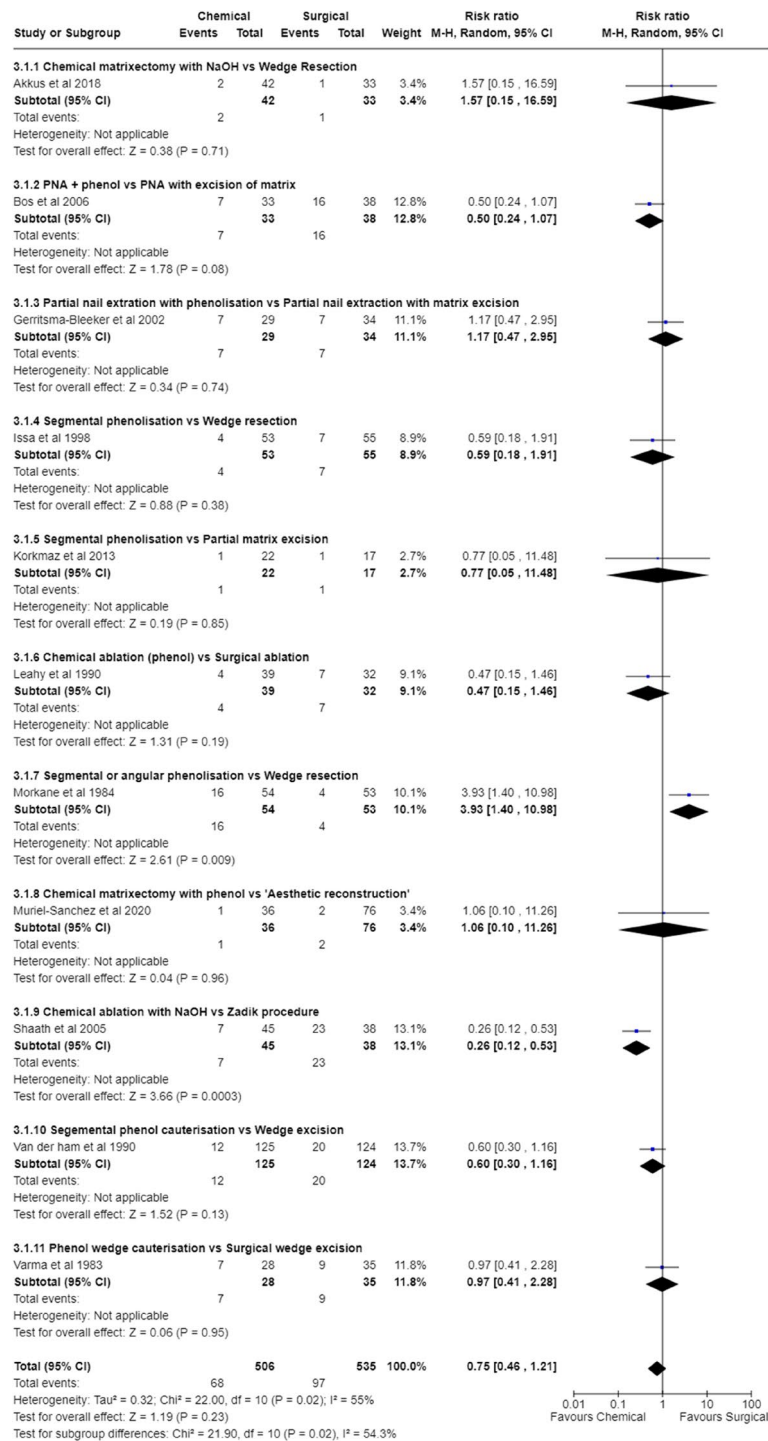 Chemical Surgical Risk ratio Risk ratio
Study or Subgroup Events Total Events Total Weight M-H, Random, 95% CI M-H, Random, 95% CI
3.1.1 Chemical matrixectomy with NaOH vs Wedge Resection
Akkus et al 2018 2 42 1 33 3.4% 1.57 [0.15 , 16.59]
Subtotal (95% CI) 42 33 3.4% 1.57 [0.15 , 16.59]
Total events: 2 1
Heterogeneity: Not applicable
Test for overall effect: Z = 0.38 (P = 0.71)
3.1.2 PNA + phenol vs PNA with excision of matrix
Bos et al 2006 7 33 16 38 12.8% 0.50 [0.24 , 1.07]
Subtotal (95% CI) 33 38 12.8% 0.50 [0.24 , 1.07]
Total events: 7 16
Heterogeneity: Not applicable
Test for overall effect: Z = 1.78 (P = 0.08)
3.1.3 Partial nail extration with phenolisation vs Partial nail extraction with matrix excision
Gerritsma-Bleeker et al 2002 7 29 7 34 11.1% 1.17 [0.47 , 2.95]
Subtotal (95% CI) 29 34 11.1% 1.17 [0.47 , 2.95]
Total events: 7 7
Heterogeneity: Not applicable
Test for overall effect: Z = 0.34 (P = 0.74)
3.1.4 Segmental phenolisation vs Wedge resection
Issa et al 1998 4 53 7 55 8.9% 0.59 [0.18 , 1.91]
Subtotal (95% CI) 53 55 8.9% 0.59 [0.18 , 1.91]
Total events: 4 7
Heterogeneity: Not applicable
Test for overall effect: Z = 0.88 (P = 0.38)
3.1.5 Segmental phenolisation vs Partial matrix excision
Korkmaz et al 2013 1 22 1 17 2.7% 0.77 [0.05 , 11.48]
Subtotal (95% CI) 22 17 2.7% 0.77 [0.05 , 11.48]
Total events: 1 1
Heterogeneity: Not applicable
Test for overall effect: Z = 0.19 (P = 0.85)
3.1.6 Chemical ablation (phenol) vs Surgical ablation
Leahy et al 1990 4 39 7 32 9.1% 0.47 [0.15 , 1.46]
Subtotal (95% CI) 39 32 9.1% 0.47 [0.15 , 1.46]
Total events: 4 7
Heterogeneity: Not applicable
Test for overall effect: Z = 1.31 (P = 0.19)
3.1.7 Segmental or angular phenolisation vs Wedge resection
Morkane et al 1984 16 54 4 53 10.1% 3.93 [1.40 , 10.98]
Subtotal (95% CI) 54 53 10.1% 3.93 [1.40 , 10.98]
Total events: 16 4
Heterogeneity: Not applicable
Test for overall effect: Z = 2.61 (P = 0.009)
3.1.8 Chemical matrixectomy with phenol vs 'Aesthetic reconstruction'
Muriel-Sanchez et al 2020 1 36 2 76 3.4% 1.06 [0.10 , 11.26]
Subtotal (95% CI) 36 76 3.4% 1.06 [0.10 , 11.26]
Total events: 1 2
Heterogeneity: Not applicable
Test for overall effect: Z = 0.04 (P = 0.96)
3.1.9 Chemical ablation with NaOH vs Zadik procedure
Shaath et al 2005 7 45 23 38 13.1% 0.26 [0.12 , 0.53]
Subtotal (95% CI) 45 38 13.1% 0.26 [0.12 , 0.53]
Total events: 7 23
Heterogeneity: Not applicable
Test for overall effect: Z = 3.66 (P = 0.0003)
3.1.10 Segemental phenol cauterisation vs Wedge excision
Van der ham et al 1990 12 125 20 124 13.7% 0.60 [0.30 , 1.16]
Subtotal (95% CI) 125 124 13.7% 0.60 [0.30 , 1.16]
Total events: 12 20
Heterogeneity: Not applicable
Test for overall effect: Z = 1.52 (P = 0.13)
3.1.11 Phenol wedge cauterisation vs Surgical wedge excision
Varma et al 1983 7 28 9 35 11.8% 0.97 [0.41 , 2.28]
Subtotal (95% CI) 28 35 11.8% 0.97 [0.41 , 2.28]
Total events: 7 9
Heterogeneity: Not applicable
Test for overall effect: Z = 0.06 (P = 0.95)
Total (95% CI) 506 535 100.0% 0.75 [0.46 , 1.21]
Total events: 68 97
Heterogeneity: Tau² = 0.32; Chi² = 22.00, df = 10 (P = 0.02); I² = 55%
Test for overall effect: Z = 1.19 (P = 0.23)
Test for subgroup differences: Chi² = 21.90, df = 10 (P = 0.02), I² = 54.3%
0.01 0.1 1 10 100
Favours Chemical Favours Surgical